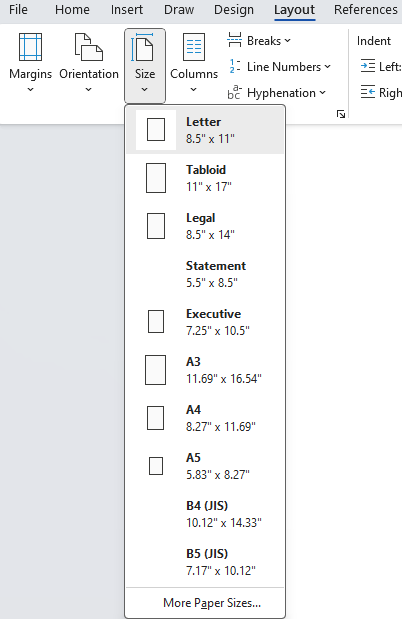 File Home Insert Draw Design Layout References
Margins Orientation Size Columns
Breaks
Line Numbers
Hyphenation
Indent
Left:
Righ
Letter
8.5" x 11"
Tabloid
11" x 17"
Legal
8.5" x 14"
Statement
5.5" x 8.5"
Executive
7.25" x 10.5"
A3
11.69" x 16.54"
A4
8.27" x 11.69"
A5
5.83" x 8.27"
B4 (JIS)
10.12" x 14.33"
B5 (JIS)
7.17" x 10.12"
More Paper Sizes...